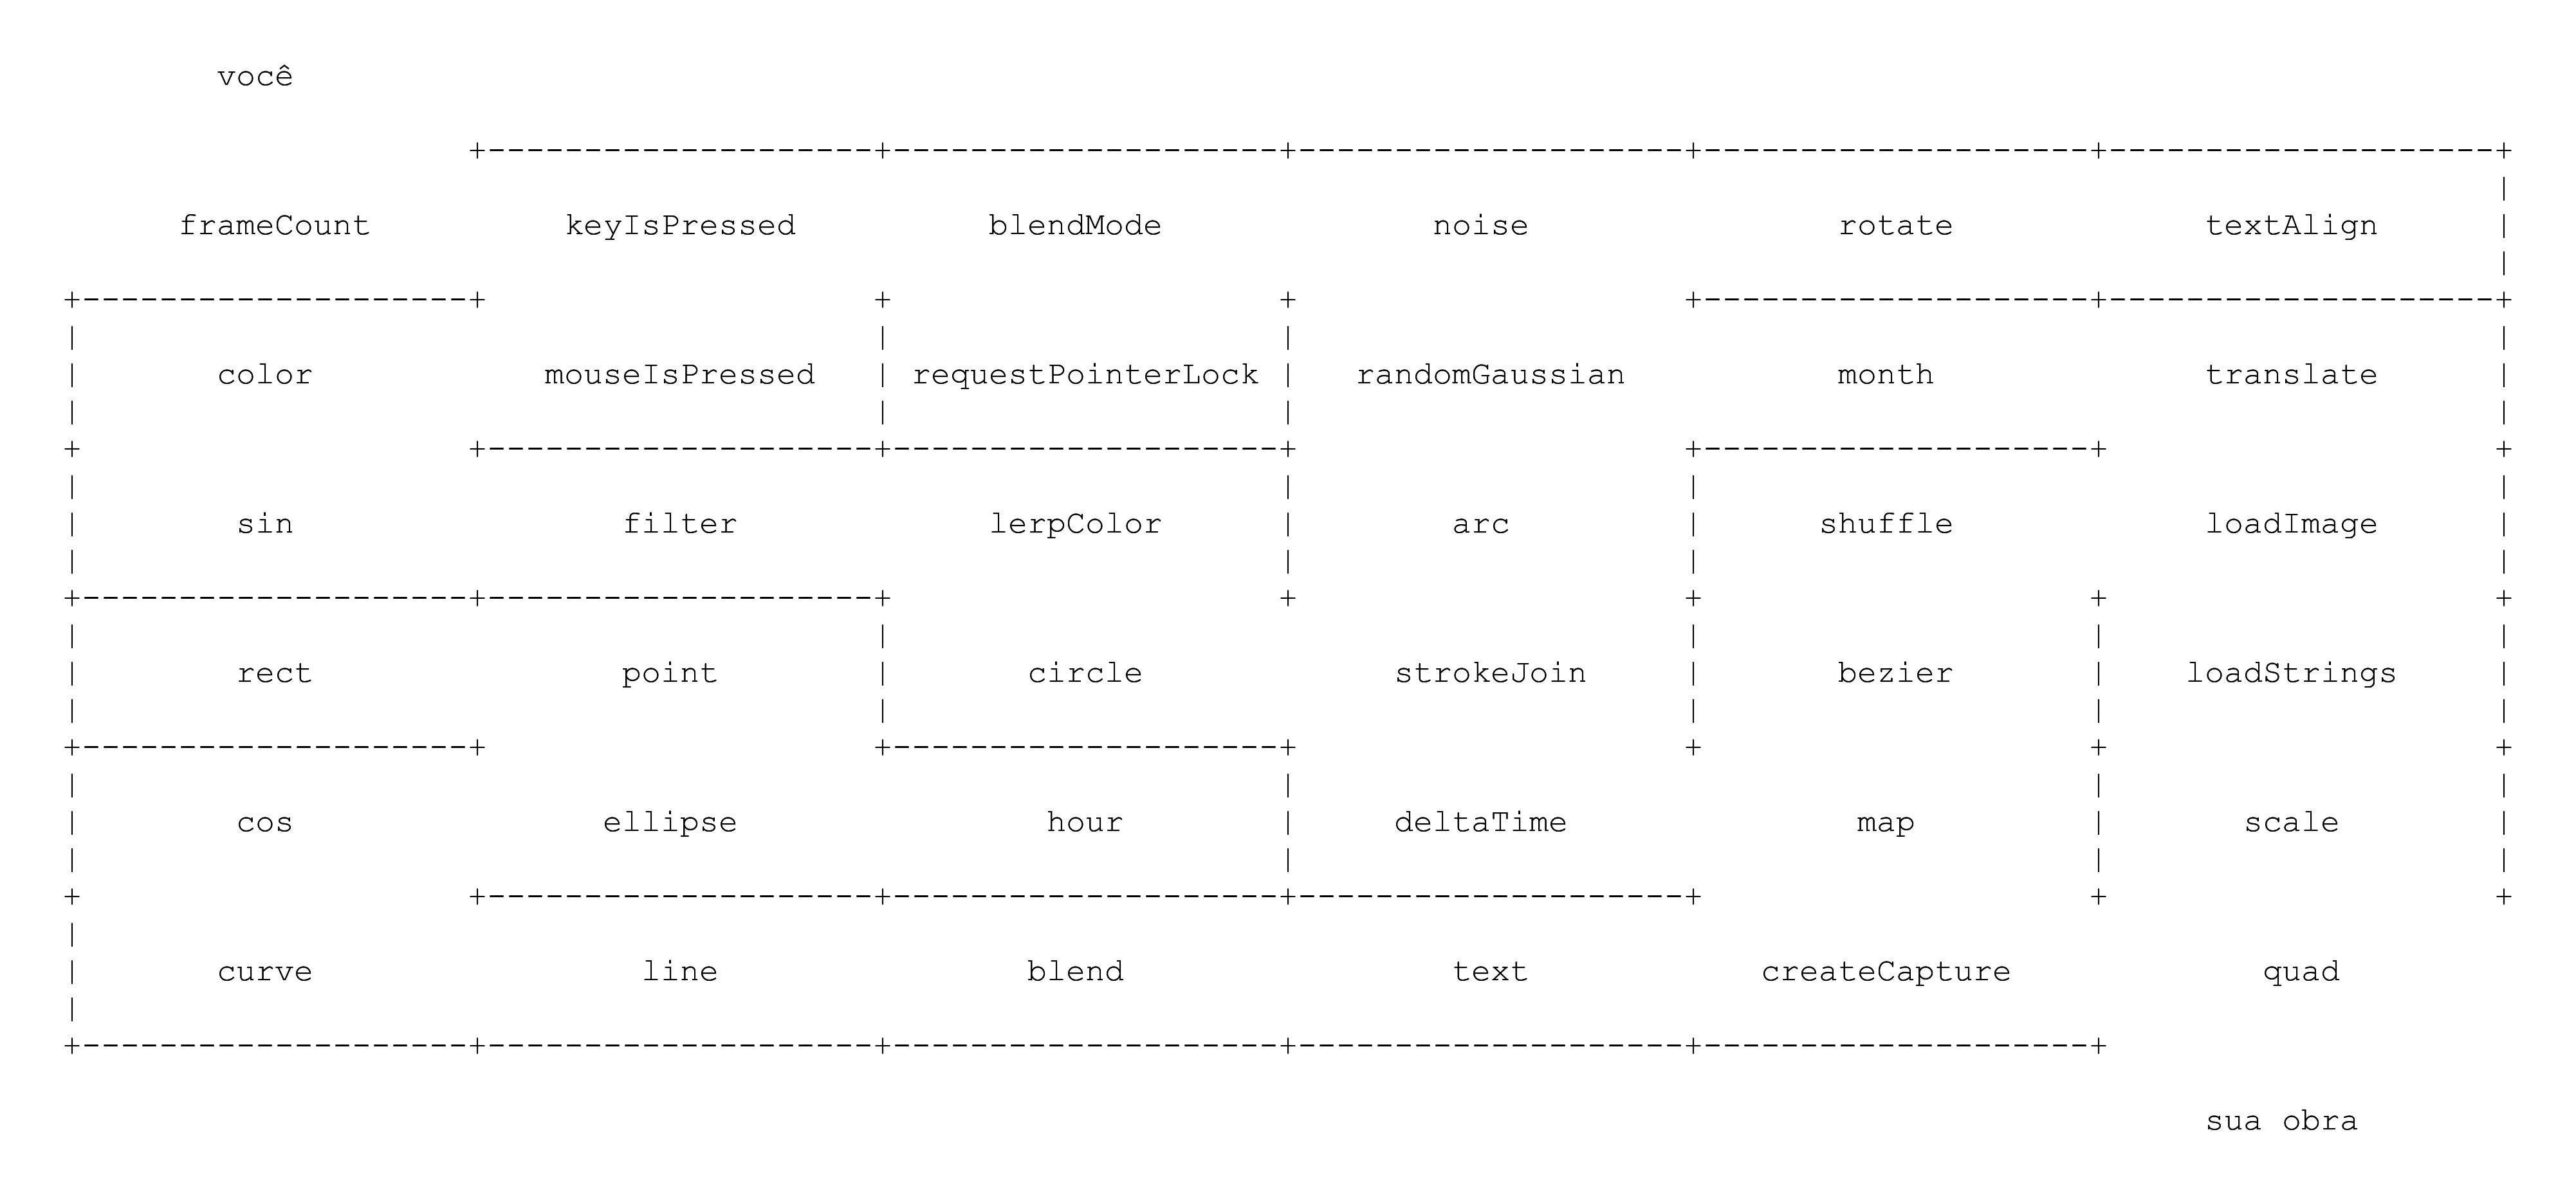 você
frameCount keyIsPressed blendMode noise rotate textAlign
color mouseIsPressed requestPointerLock randomGaussian month translate
sin filter lerpColor arc shuffle loadImage
rect point circle strokeJoin bezier loadStrings
cos ellipse hour deltaTime map scale
curve line blend text createCapture quad
sua obra